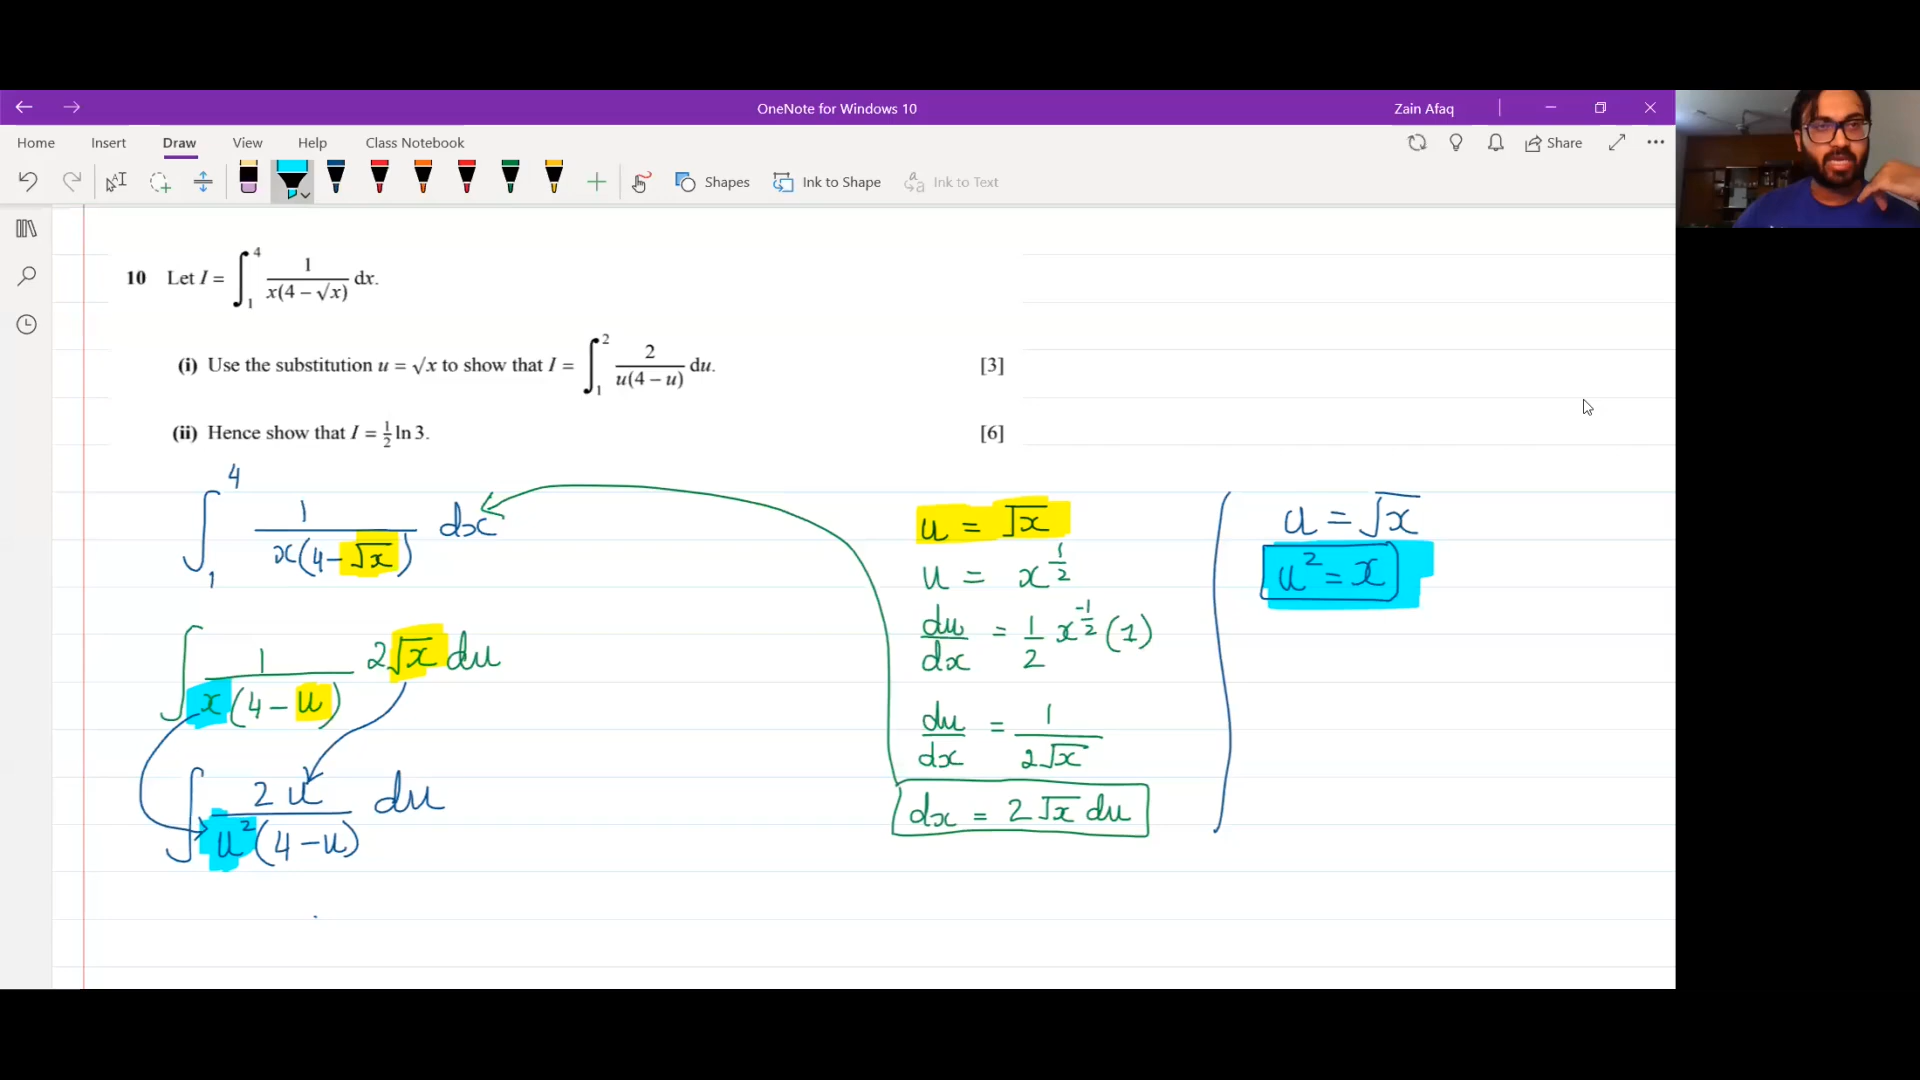 OneNote for Windows 10
Zain Afaq
Home Insert Draw View Help Class Notebook
Share
Shapes Ink to Shape Ink to Text
10 Let I = ∫₁⁴ 1/(x(4 – √x)) dx.
(i) Use the substitution u = √x to show that I = ∫₁² 2/(u(4 – u)) du. [3]
(ii) Hence show that I = ½ ln 3. [6]
∫₁⁴ 1/(x(4-√x)) dx
∫ 1/(x(4-u)) 2√x du
∫ 2u/(u²(4-u)) du
u = √x
u = x^(1/2)
du/dx = 1/2 x^(-1/2) (1)
du/dx = 1/(2√x)
dx = 2√x du
u = √x
u² = x